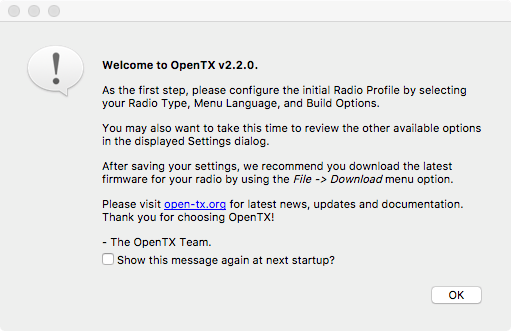 Welcome to OpenTX v2.2.0.
As the first step, please configure the initial Radio Profile by selecting
your Radio Type, Menu Language, and Build Options.
You may also want to take this time to review the other available options
in the displayed Settings dialog.
After saving your settings, we recommend you download the latest
firmware for your radio by using the File -> Download menu option.
Please visit open-tx.org for latest news, updates and documentation.
Thank you for choosing OpenTX!
- The OpenTX Team.
Show this message again at next startup?
OK